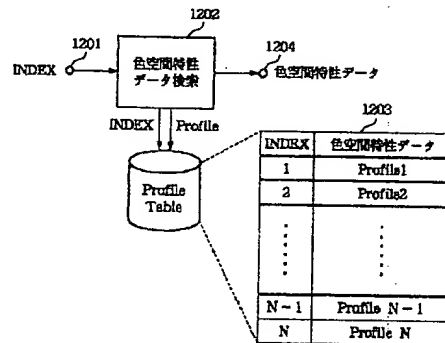 1202
1201
1204
INDEX
色空間特性
データ検索
色空間特性データ
INDEX
Profile
1203
Profile
Table
INDEX 色空間特性データ
1 Profile1
2 Profile2
N-1 Profile N-1
N Profile N